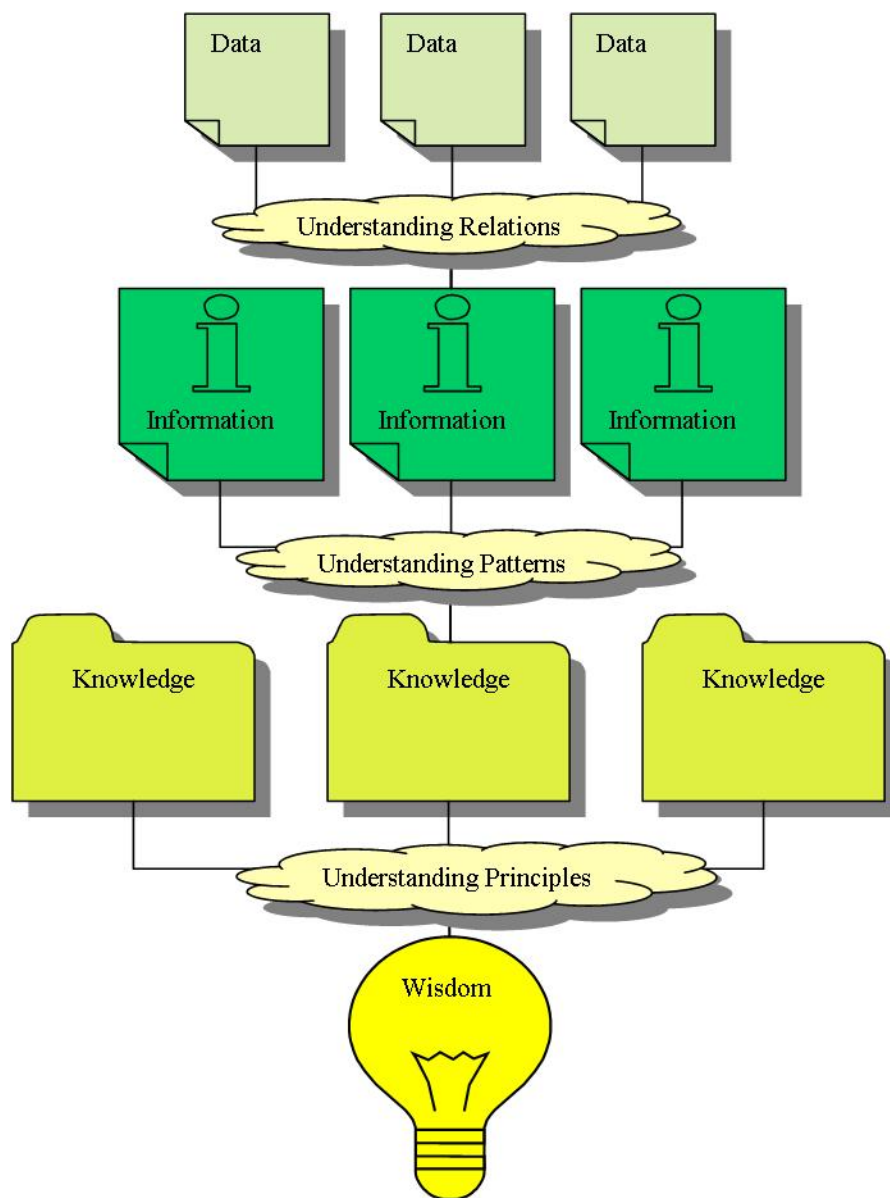 Data Data Data
Understanding Relations
Information Information Information
Understanding Patterns
Knowledge Knowledge Knowledge
Understanding Principles
Wisdom